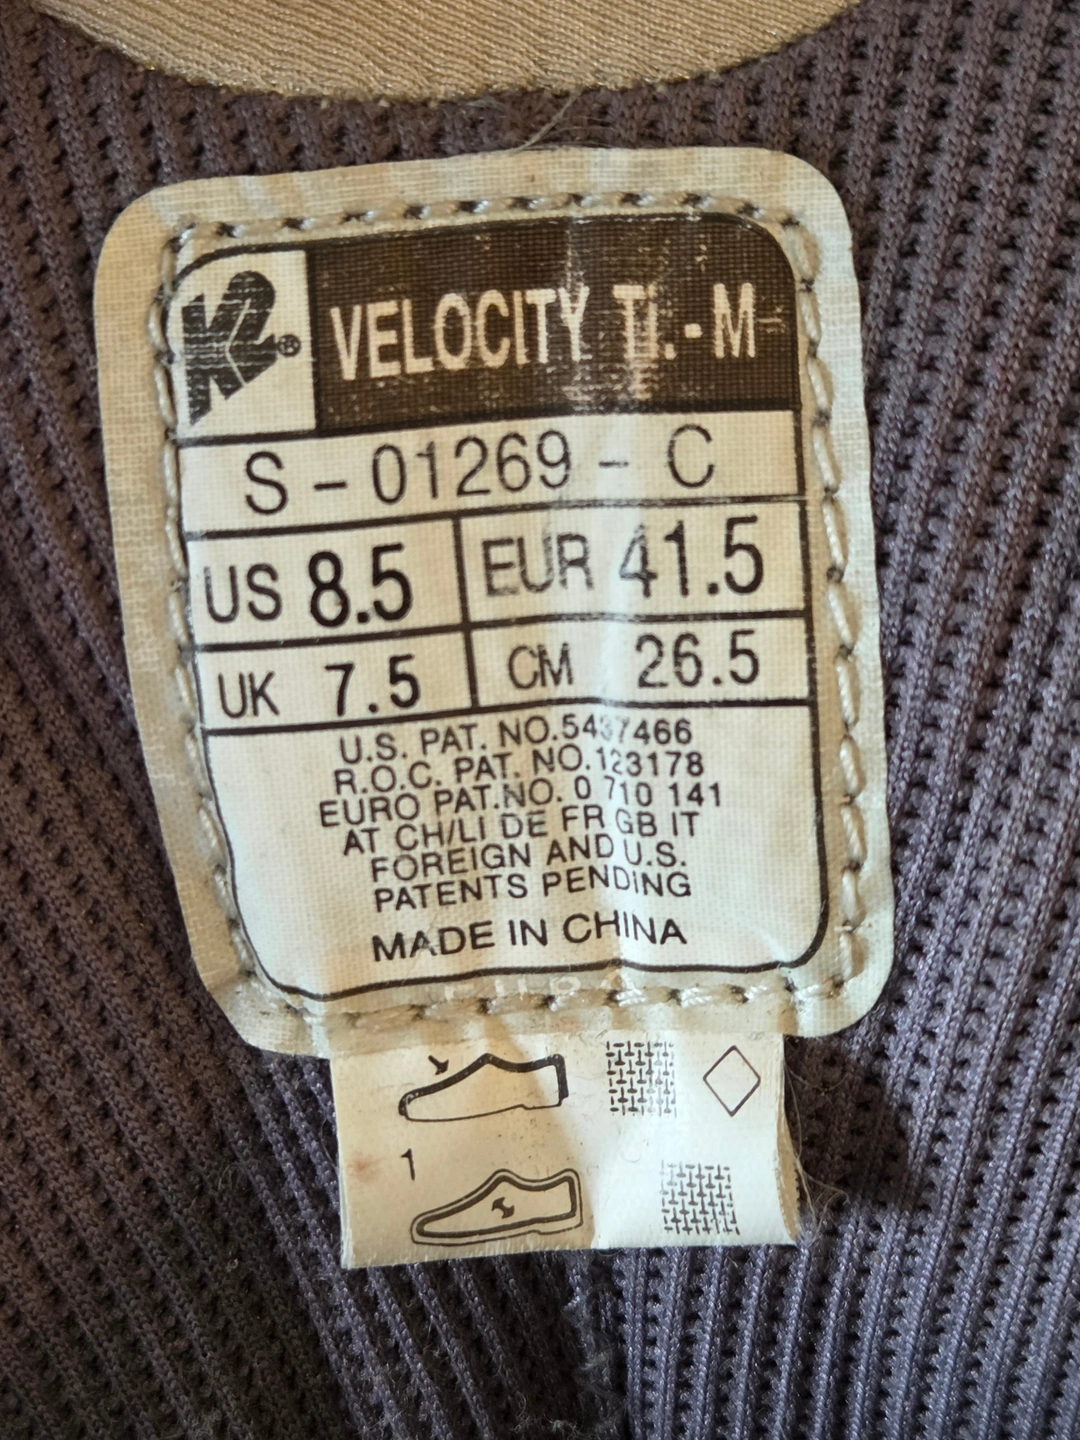 K2®
VELOCITY TI.-M
S - 01269 - C
US 8.5 EUR 41.5
UK 7.5 CM 26.5
U.S. PAT. NO.5437466
R.O.C. PAT. NO.123178
EURO PAT.NO. 0 710 141
AT CH/LI DE FR GB IT
FOREIGN AND U.S.
PATENTS PENDING
MADE IN CHINA
1